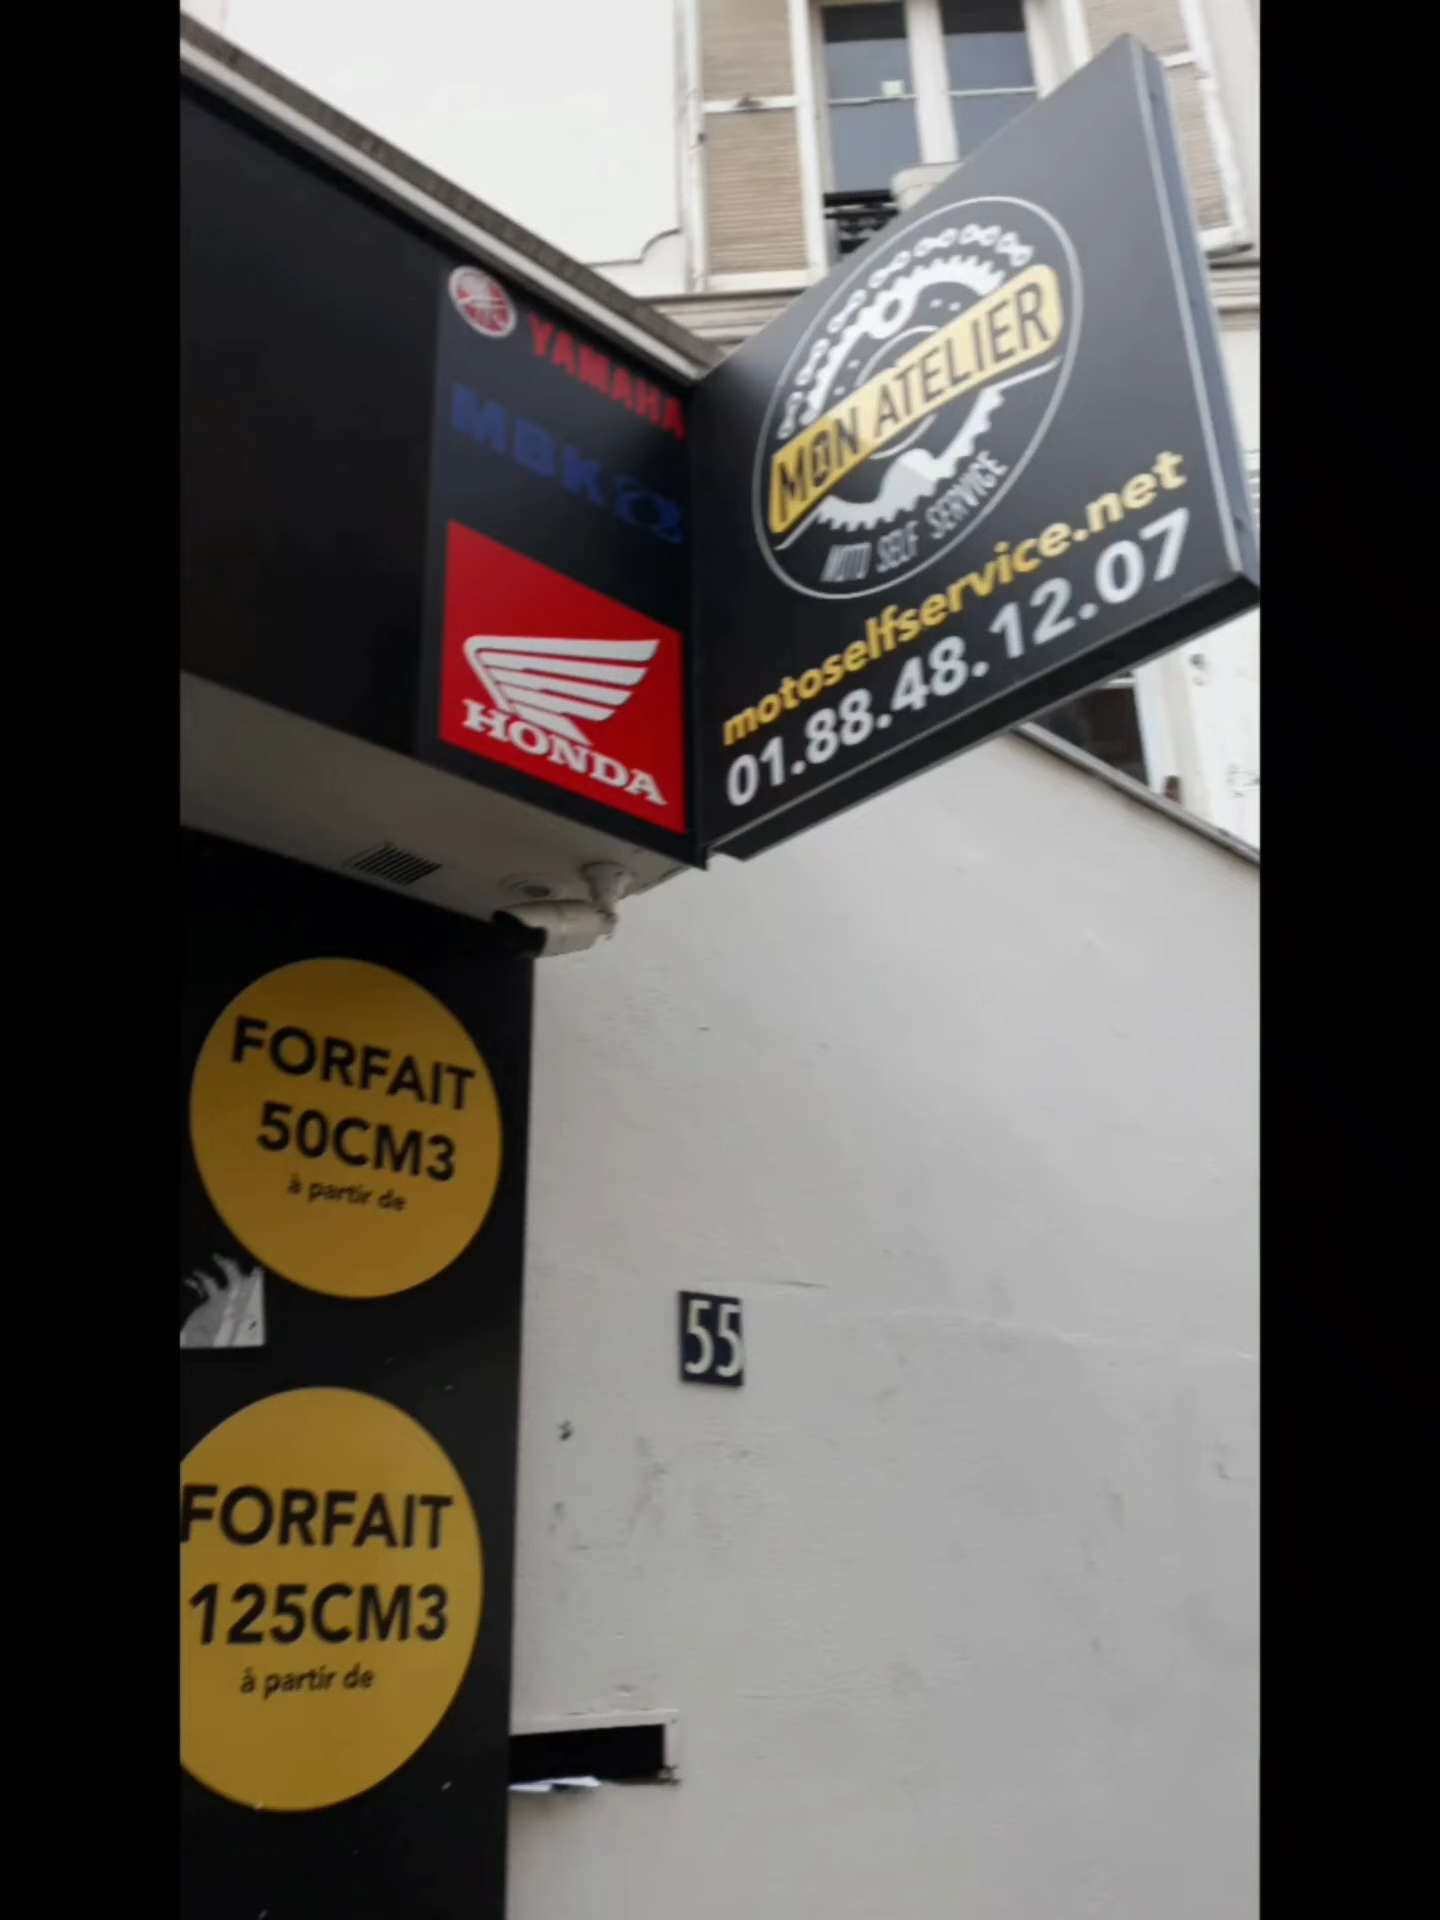 YAMAHA
MBK
HONDA
MON ATELIER
MOTO SELF SERVICE
motoselfservice.net
01.88.48.12.07
FORFAIT
50CM3
à partir de
55
FORFAIT
125CM3
à partir de